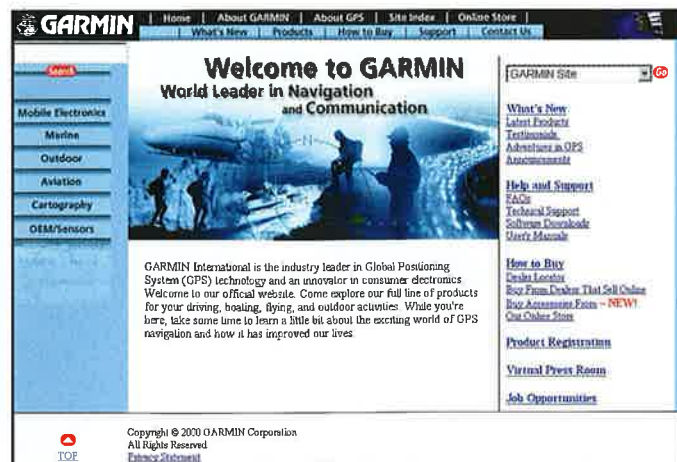 GARMIN
Home | About GARMIN | About GPS | Site Index | Online Store |
| What's New | Products | How to Buy | Support | Contact Us
Search
Mobile Electronics
Marine
Outdoor
Aviation
Cartography
OEM/Sensors
Welcome to GARMIN
World Leader in Navigation
and Communication
GARMIN International is the industry leader in Global Positioning
System (GPS) technology and an innovator in consumer electronics.
Welcome to our official website. Come explore our full line of products
for your driving, boating, flying, and outdoor activities. While you're
here, take some time to learn a little bit about the exciting world of GPS
navigation and how it has improved our lives.
GARMIN Site
Go
What's New
Latest Products
Testimonials
Adventures in GPS
Announcements
Help and Support
FAQs
Technical Support
Software Downloads
User's Manuals
How to Buy
Dealer Locator
Buy From Dealers That Sell Online
Buy Accessories From – NEW!
Our Online Store
Product Registration
Virtual Press Room
Job Opportunities
TOP
Copyright © 2000 GARMIN Corporation
All Rights Reserved
Privacy Statement